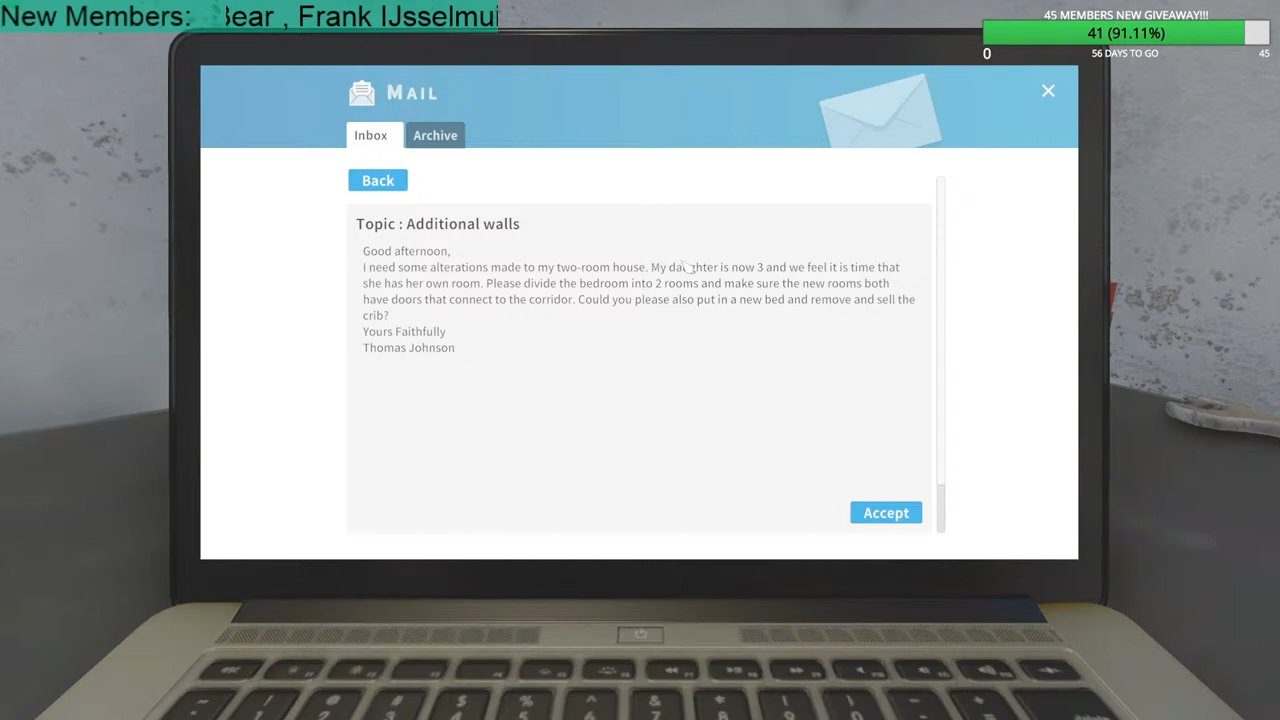 New Members: Bear , Frank IJsselmui
45 MEMBERS NEW GIVEAWAY!!!
41 (91.11%)
0 56 DAYS TO GO 45
MAIL
Inbox Archive
Back
Topic : Additional walls
Good afternoon,
I need some alterations made to my two-room house. My daughter is now 3 and we feel it is time that
she has her own room. Please divide the bedroom into 2 rooms and make sure the new rooms both
have doors that connect to the corridor. Could you please also put in a new bed and remove and sell the
crib?
Yours Faithfully
Thomas Johnson
Accept